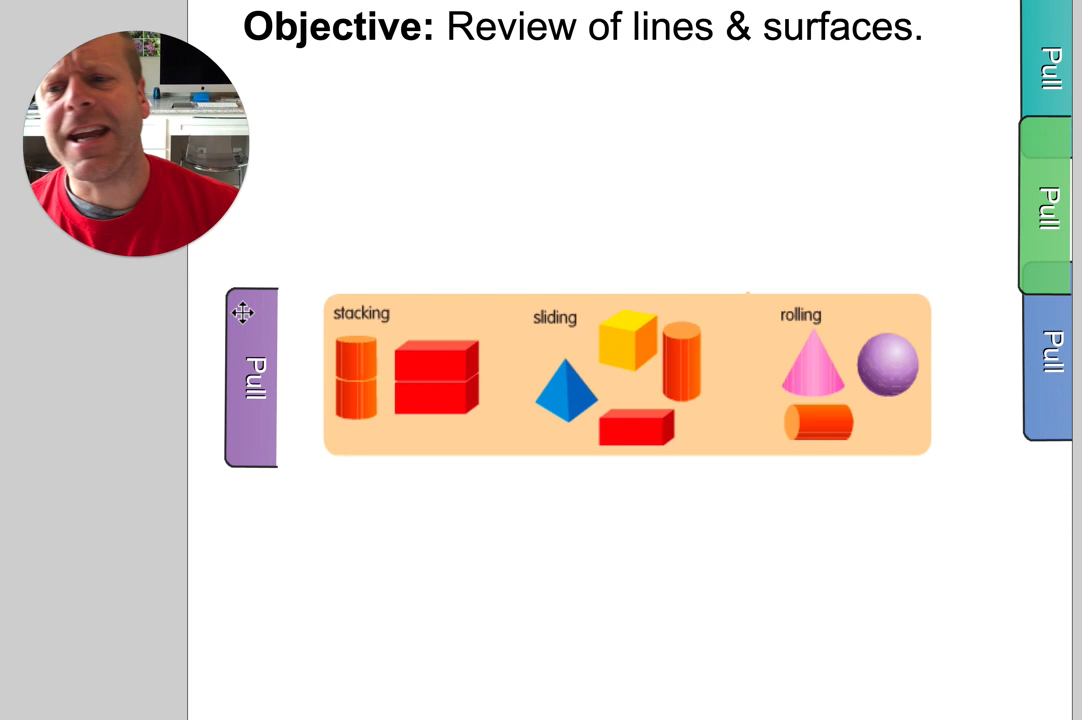 Objective: Review of lines & surfaces.
Pull
Pull
stacking
sliding
rolling
Pull
Pull